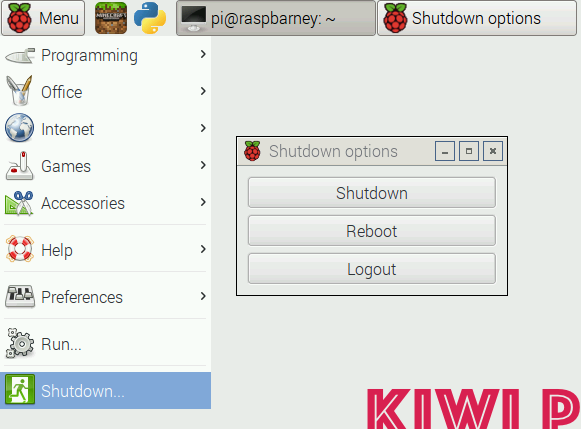 Menu
pi@raspbarney: ~
Shutdown options
Programming
Office
Internet
Games
Accessories
Help
Preferences
Run...
Shutdown...
Shutdown options
Shutdown
Reboot
Logout
KIWI P